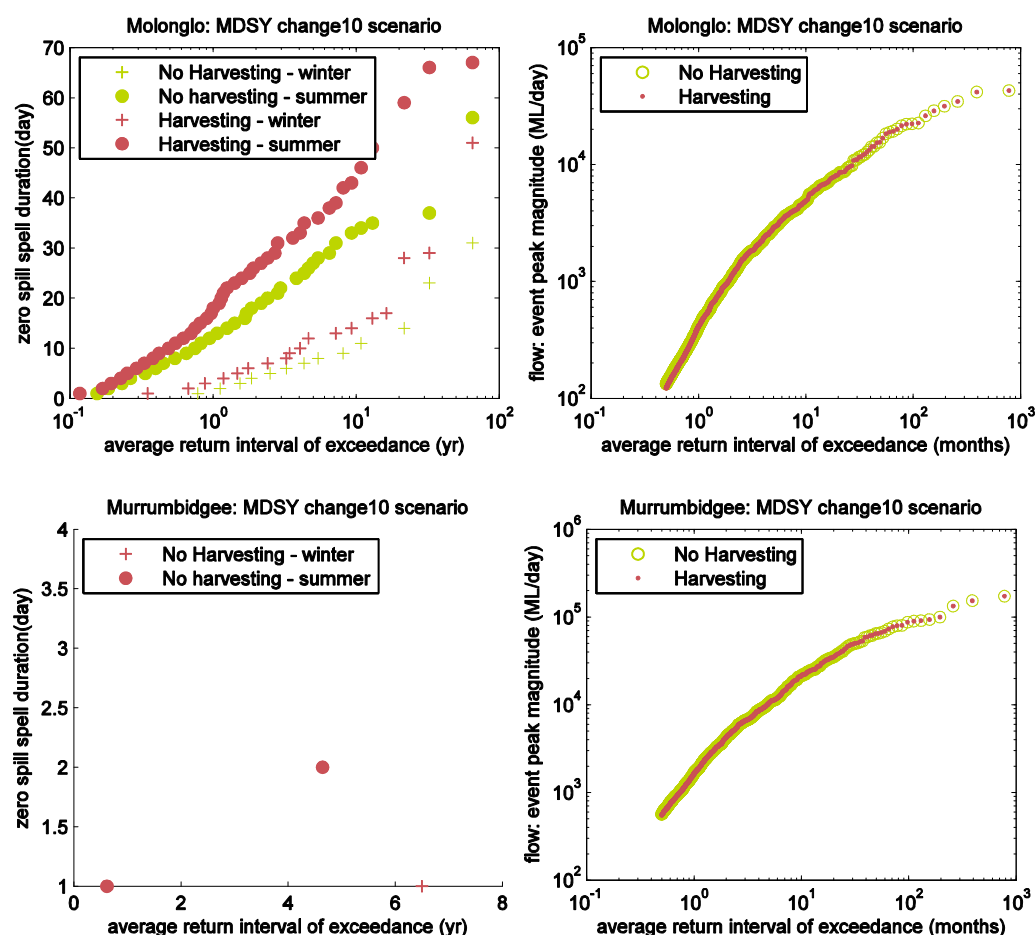 Molonglo: MDSY change10 scenario
70
60
50
40
30
20
10
0
zero spill spell duration(day)
No Harvesting - winter
No harvesting - summer
Harvesting - winter
Harvesting - summer
10^-1 10^0 10^1 10^2
average return interval of exceedance (yr)
Molonglo: MDSY change10 scenario
10^5
10^4
10^3
10^2
flow: event peak magnitude (ML/day)
No Harvesting
Harvesting
10^-1 10^0 10^1 10^2 10^3
average return interval of exceedance (months)
Murrumbidgee: MDSY change10 scenario
4
3.5
3
2.5
2
1.5
1
zero spill spell duration(day)
No Harvesting - winter
No harvesting - summer
0 2 4 6 8
average return interval of exceedance (yr)
Murrumbidgee: MDSY change10 scenario
10^6
10^5
10^4
10^3
10^2
flow: event peak magnitude (ML/day)
No Harvesting
Harvesting
10^-1 10^0 10^1 10^2 10^3
average return interval of exceedance (months)